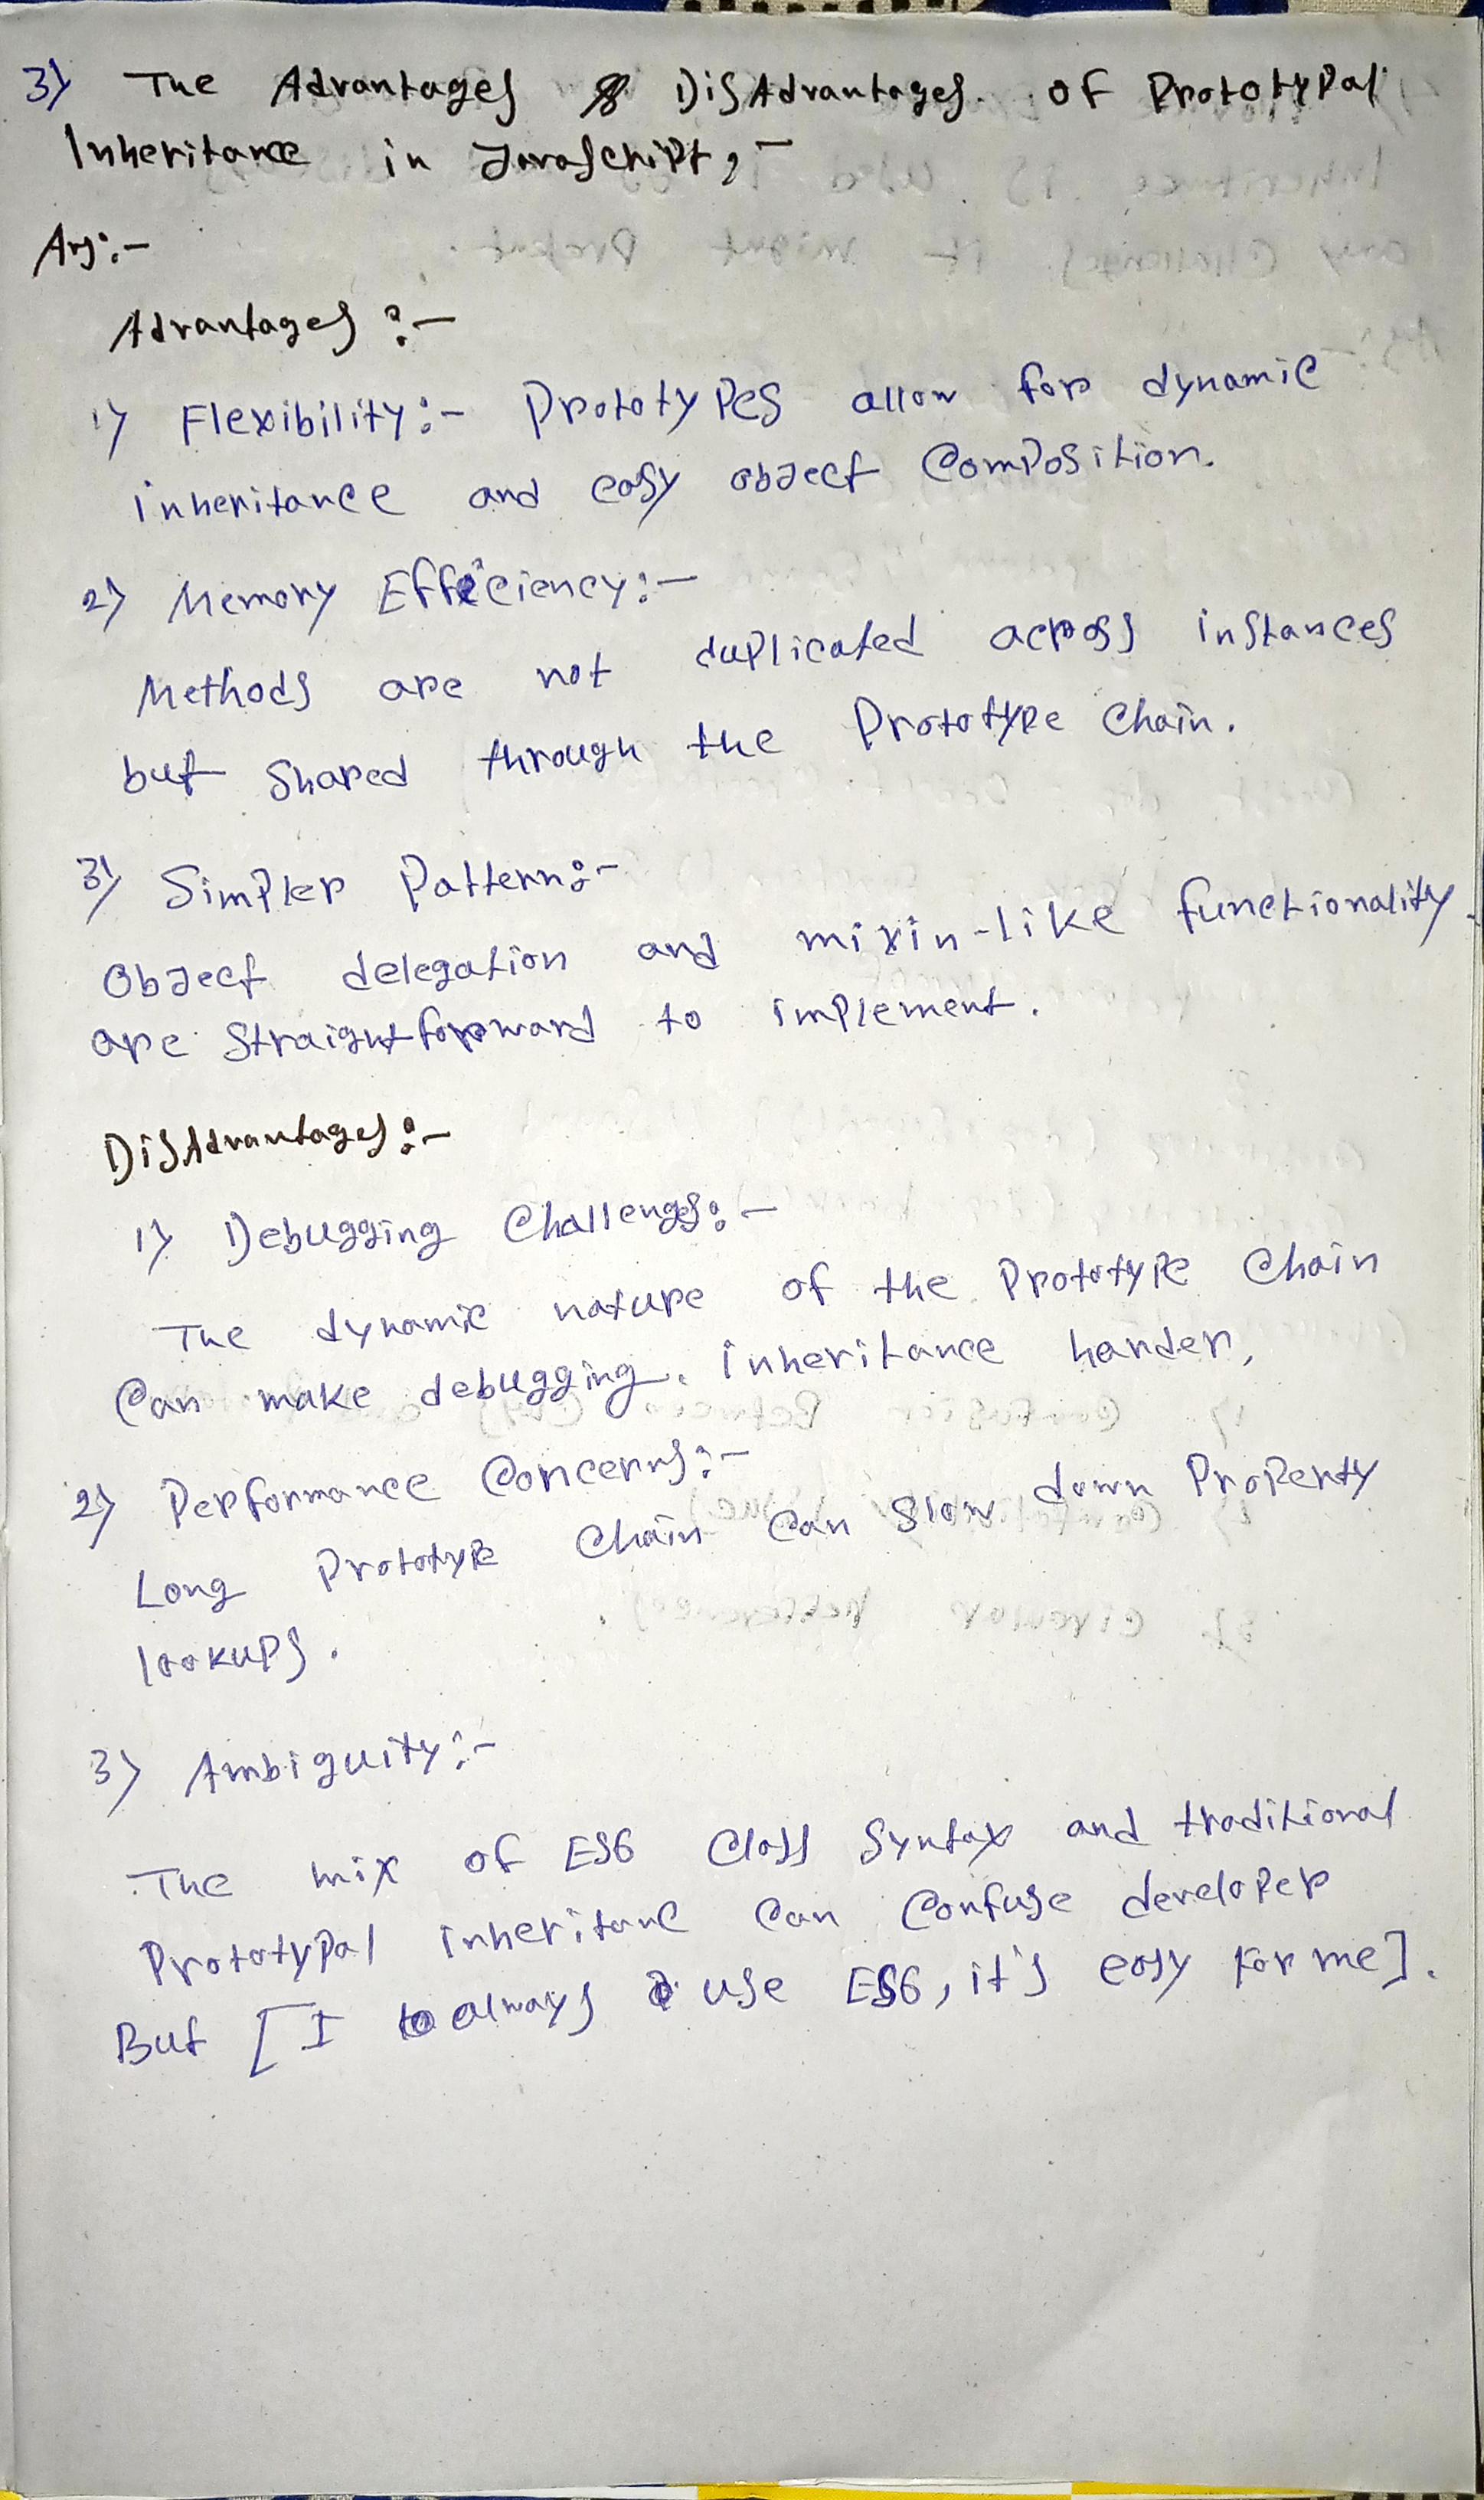 3) The Advantages & DisAdvantages. of Prototypal
Inheritance in JavaScript,-
Ans:-
Advantages :-
1) Flexibility:- Prototypes allow for dynamic
inheritance and easy object Composition.
2) Memory Efficiency:-
Methods are not duplicated across instances
but Shared through the Prototype Chain.
3) Simpler Pattern:-
Object delegation and mixin-like functionality
are Straightforward to implement.
DisAdvantages:-
1) Debugging Challenges:-
The dynamic nature of the Prototype Chain
Can make debugging. inheritance harder,
2) Performance Concerns:-
Long Prototype Chain Can Slow down Property
lookups.
3) Ambiguity:-
The mix of ES6 Class Syntax and traditional
Prototypal inheritanc Can Confuse developer
But [I always use ES6, it's easy for me].